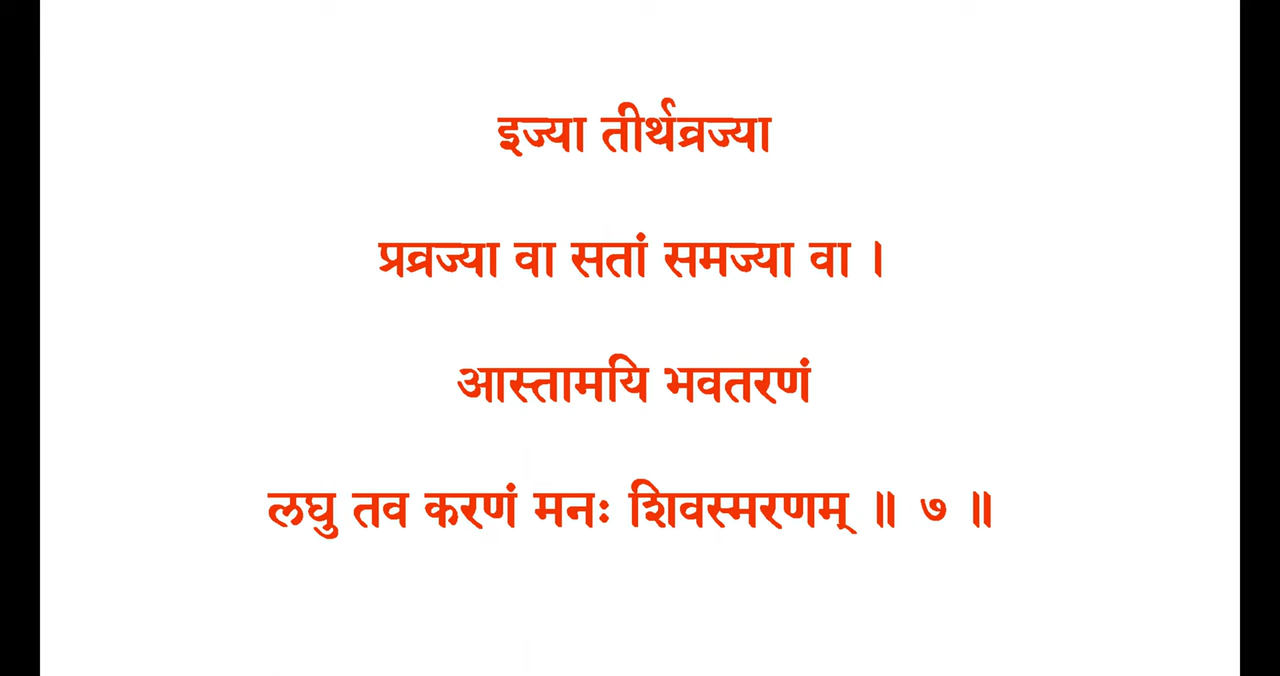 इज्या तीर्थव्रज्या
प्रव्रज्या वा सतां समज्या वा ।
आस्तामयि भवतरणं
लघु तव करणं मनः शिवस्मरणम् ॥ ७ ॥